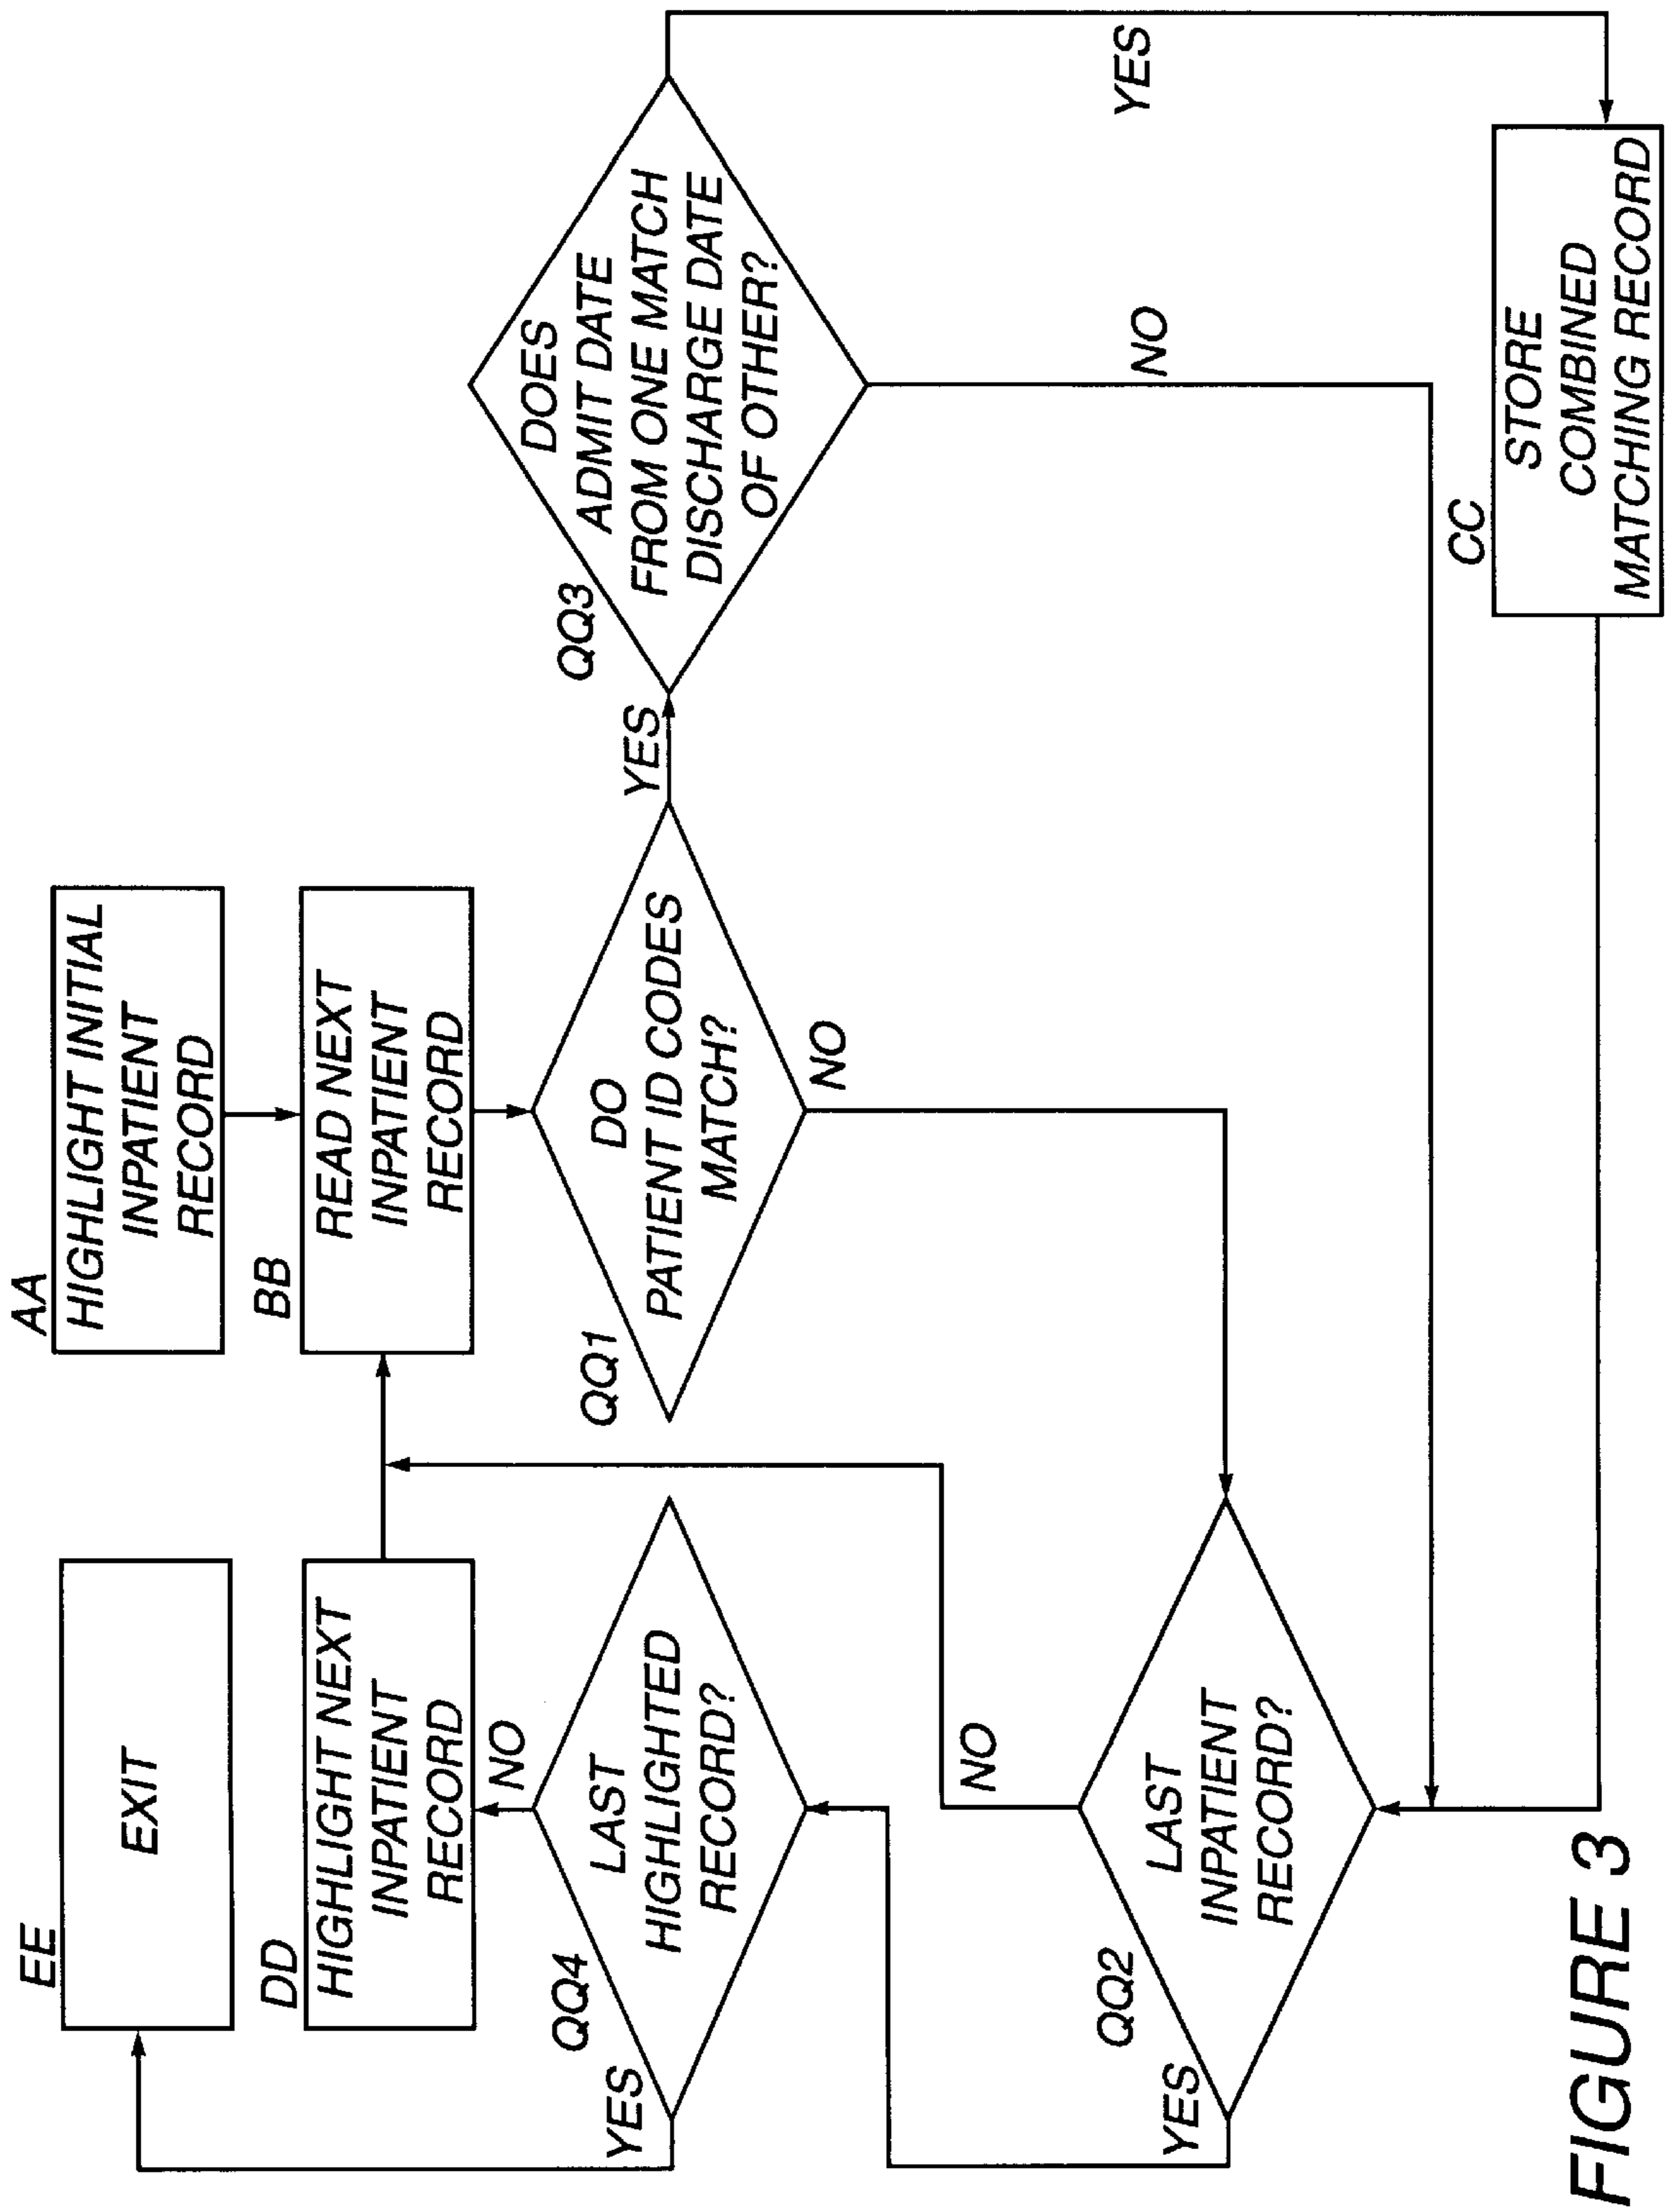 EE
EXIT
AA
HIGHLIGHT INITIAL
INPATIENT
RECORD
DD
HIGHLIGHT NEXT
INPATIENT
RECORD
BB
READ NEXT
INPATIENT
RECORD
NO
QQ4
LAST
HIGHLIGHTED
RECORD?
YES
QQ1
DO
PATIENT ID CODES
MATCH?
YES
NO
QQ3
DOES
ADMIT DATE
FROM ONE MATCH
DISCHARGE DATE
OF OTHER?
NO
QQ2
LAST
INPATIENT
RECORD?
YES
NO
YES
CC
STORE
COMBINED
MATCHING RECORD
FIGURE 3